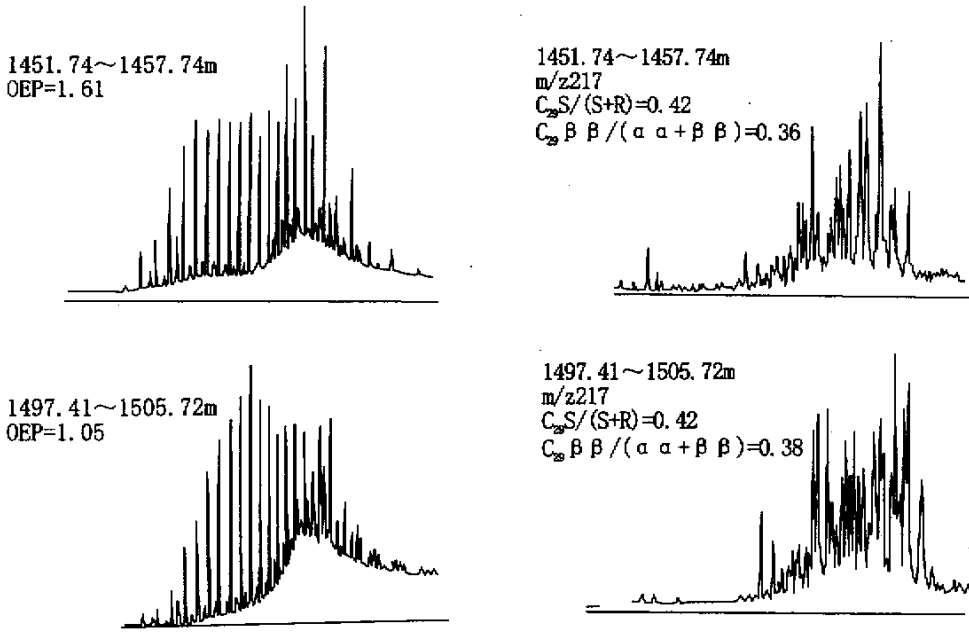 1451.74～1457.74m
OEP=1.61
1451.74～1457.74m
m/z217
C₂₉S/(S+R)=0.42
C₂₉ββ/(αα+ββ)=0.36
1497.41～1505.72m
OEP=1.05
1497.41～1505.72m
m/z217
C₂₉S/(S+R)=0.42
C₂₉ββ/(αα+ββ)=0.38